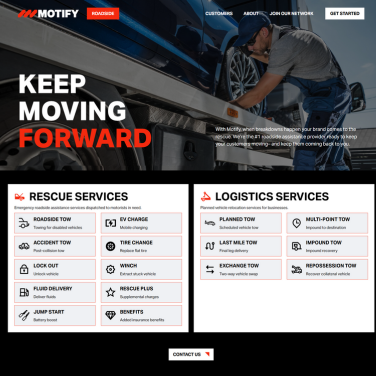 MOTIFY
ROADSIDE
CUSTOMERS
ABOUT
JOIN OUR NETWORK
GET STARTED
KEEP
MOVING
FORWARD
With Motify, when breakdowns happen your brand comes to the
rescue. We're the #1 roadside assistance provider ready to keep
your customers moving - and keep them coming back to you.
RESCUE SERVICES
Emergency roadside assistance services dispatched to motorists in need.
ROADSIDE TOW
Towing for disabled vehicles
EV CHARGE
Mobile charging
ACCIDENT TOW
Post collision tow
TIRE CHANGE
Replace flat tire
LOCK OUT
Unlock vehicle
WINCH
Extract stuck vehicle
FLUID DELIVERY
Deliver fluids
RESCUE PLUS
Supplemental charges
JUMP START
Battery boost
BENEFITS
Added insurance benefits
LOGISTICS SERVICES
Planned vehicle relocation services for businesses.
PLANNED TOW
Scheduled vehicle tow
MULTI-POINT TOW
Impound to destination
LAST MILE TOW
Final leg delivery
IMPOUND TOW
Impound recovery
EXCHANGE TOW
Two-way vehicle swap
REPOSSESSION TOW
Recover collateral vehicle
CONTACT US